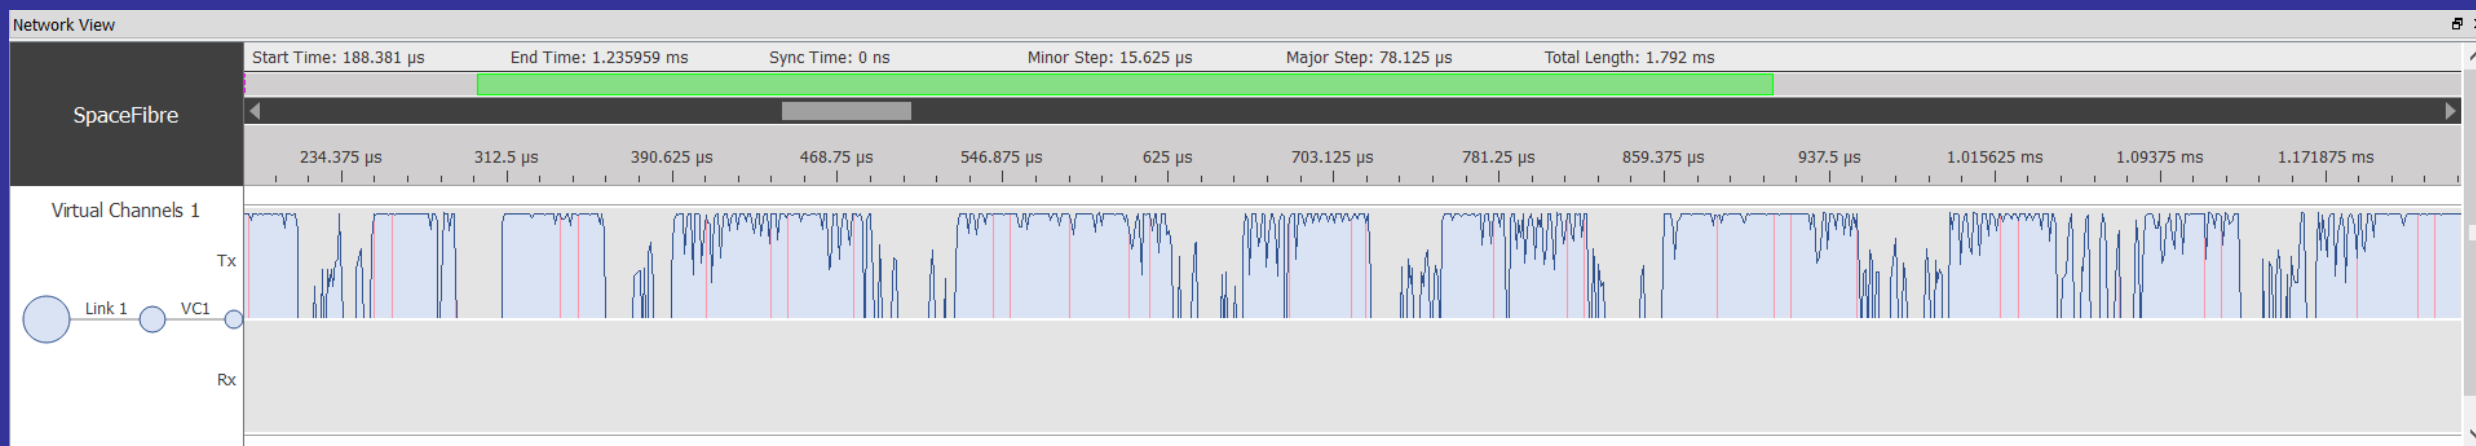 Network View
Start Time: 188.381 µs End Time: 1.235959 ms Sync Time: 0 ns Minor Step: 15.625 µs Major Step: 78.125 µs Total Length: 1.792 ms
SpaceFibre
234.375 µs 312.5 µs 390.625 µs 468.75 µs 546.875 µs 625 µs 703.125 µs 781.25 µs 859.375 µs 937.5 µs 1.015625 ms 1.09375 ms 1.171875 ms
Virtual Channels 1
Tx
Link 1 VC1
Rx